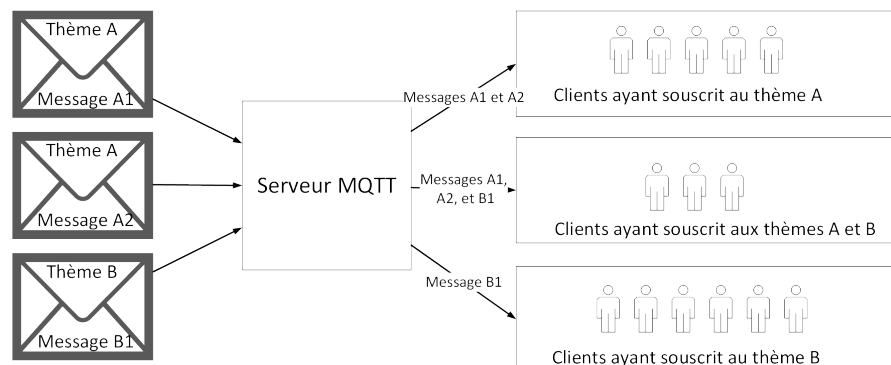 Thème A
Message A1
Thème A
Message A2
Thème B
Message B1
Serveur MQTT
Messages A1 et A2
Messages A1,
A2, et B1
Message B1
Clients ayant souscrit au thème A
Clients ayant souscrit aux thèmes A et B
Clients ayant souscrit au thème B